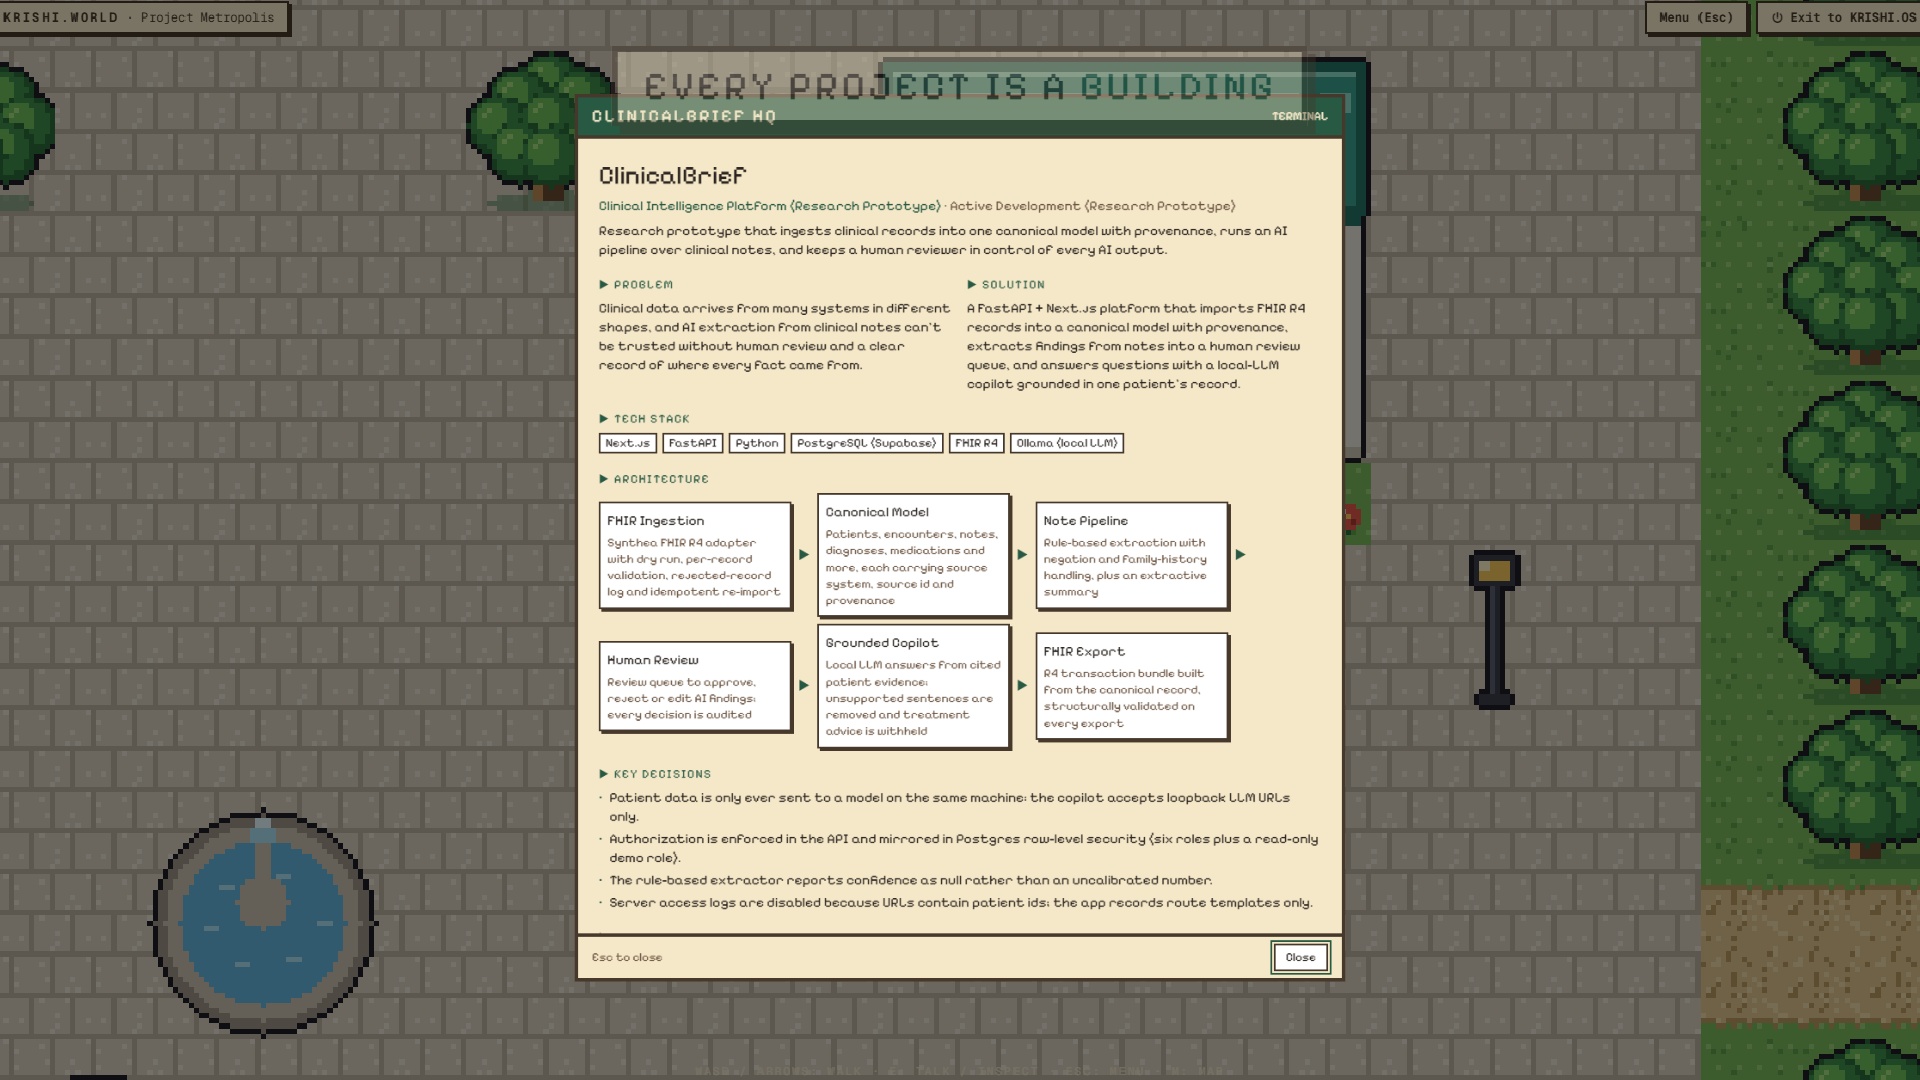 KRISHI.WORLD · Project Metropolis
Menu (Esc)
Exit to KRISHI.OS
EVERY PROJECT IS A BUILDING
CLINICALBRIEF HQ
TERMINAL
ClinicalBrief
Clinical Intelligence Platform (Research Prototype) · Active Development (Research Prototype)
Research prototype that ingests clinical records into one canonical model with provenance, runs an AI
pipeline over clinical notes, and keeps a human reviewer in control of every AI output.
▶ PROBLEM
Clinical data arrives from many systems in different
shapes, and AI extraction from clinical notes can't
be trusted without human review and a clear
record of where every fact came from.
▶ SOLUTION
A FastAPI + Next.js platform that imports FHIR R4
records into a canonical model with provenance,
extracts findings from notes into a human review
queue, and answers questions with a local-LLM
copilot grounded in one patient's record.
▶ TECH STACK
Next.js
FastAPI
Python
PostgreSQL (Supabase)
FHIR R4
Ollama (local LLM)
▶ ARCHITECTURE
FHIR Ingestion
Synthea FHIR R4 adapter
with dry run, per-record
validation, rejected-record
log and idempotent re-import
Canonical Model
Patients, encounters, notes,
diagnoses, medications and
more, each carrying source
system, source id and
provenance
Note Pipeline
Rule-based extraction with
negation and family-history
handling, plus an extractive
summary
Human Review
Review queue to approve,
reject or edit AI findings;
every decision is audited
Grounded Copilot
Local LLM answers from cited
patient evidence;
unsupported sentences are
removed and treatment
advice is withheld
FHIR Export
R4 transaction bundle built
from the canonical record,
structurally validated on
every export
▶ KEY DECISIONS
· Patient data is only ever sent to a model on the same machine: the copilot accepts loopback LLM URLs
only.
· Authorization is enforced in the API and mirrored in Postgres row-level security (six roles plus a read-only
demo role).
· The rule-based extractor reports confidence as null rather than an uncalibrated number.
· Server access logs are disabled because URLs contain patient ids; the app records route templates only.
Esc to close
Close